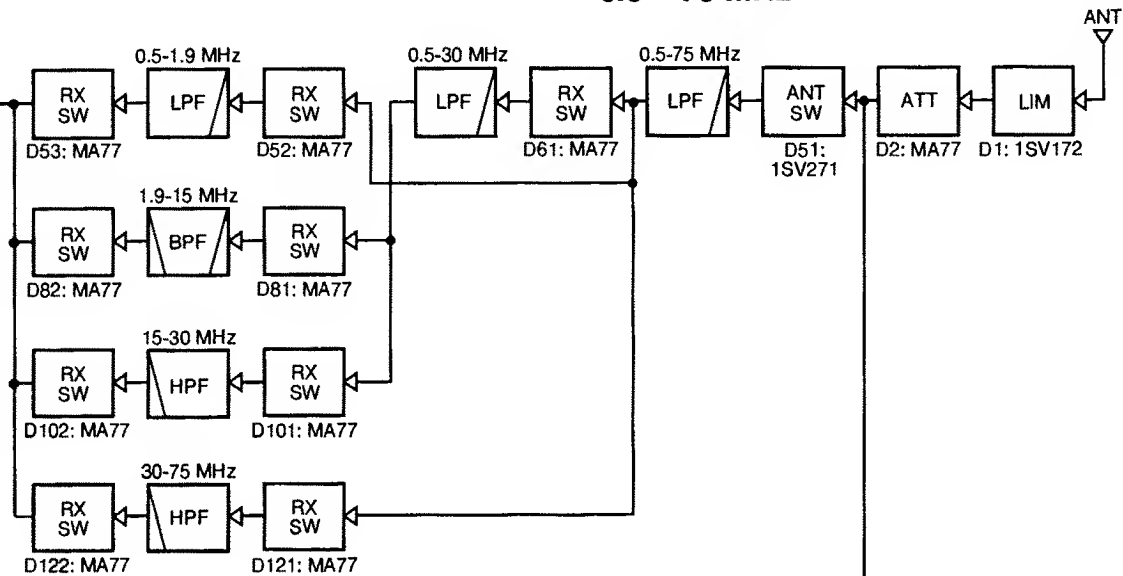 ANT
0.5-1.9 MHz
0.5-30 MHz
0.5-75 MHz
RX
SW
LPF
RX
SW
LPF
RX
SW
LPF
ANT
SW
ATT
LIM
D53: MA77
D52: MA77
D61: MA77
D51:
1SV271
D2: MA77
D1: 1SV172
1.9-15 MHz
RX
SW
BPF
RX
SW
D82: MA77
D81: MA77
15-30 MHz
RX
SW
HPF
RX
SW
D102: MA77
D101: MA77
30-75 MHz
RX
SW
HPF
RX
SW
D122: MA77
D121: MA77